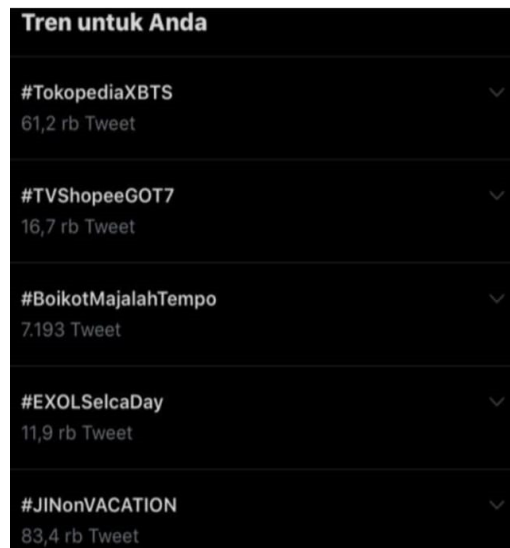 Tren untuk Anda
#TokopediaXBTS
61,2 rb Tweet
#TVShopeeGOT7
16,7 rb Tweet
#BoikotMajalahTempo
7.193 Tweet
#EXOLSelcaDay
11,9 rb Tweet
#JINonVACATION
83,4 rb Tweet